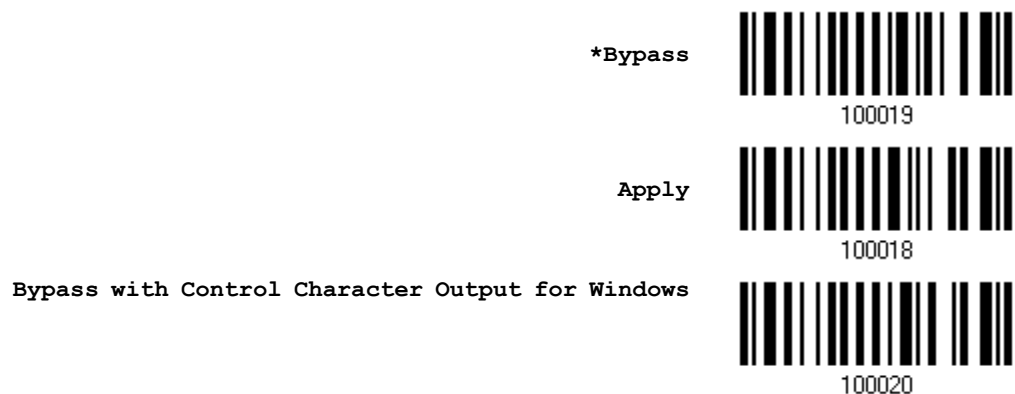 *Bypass
100019
Apply
100018
Bypass with Control Character Output for Windows
100020